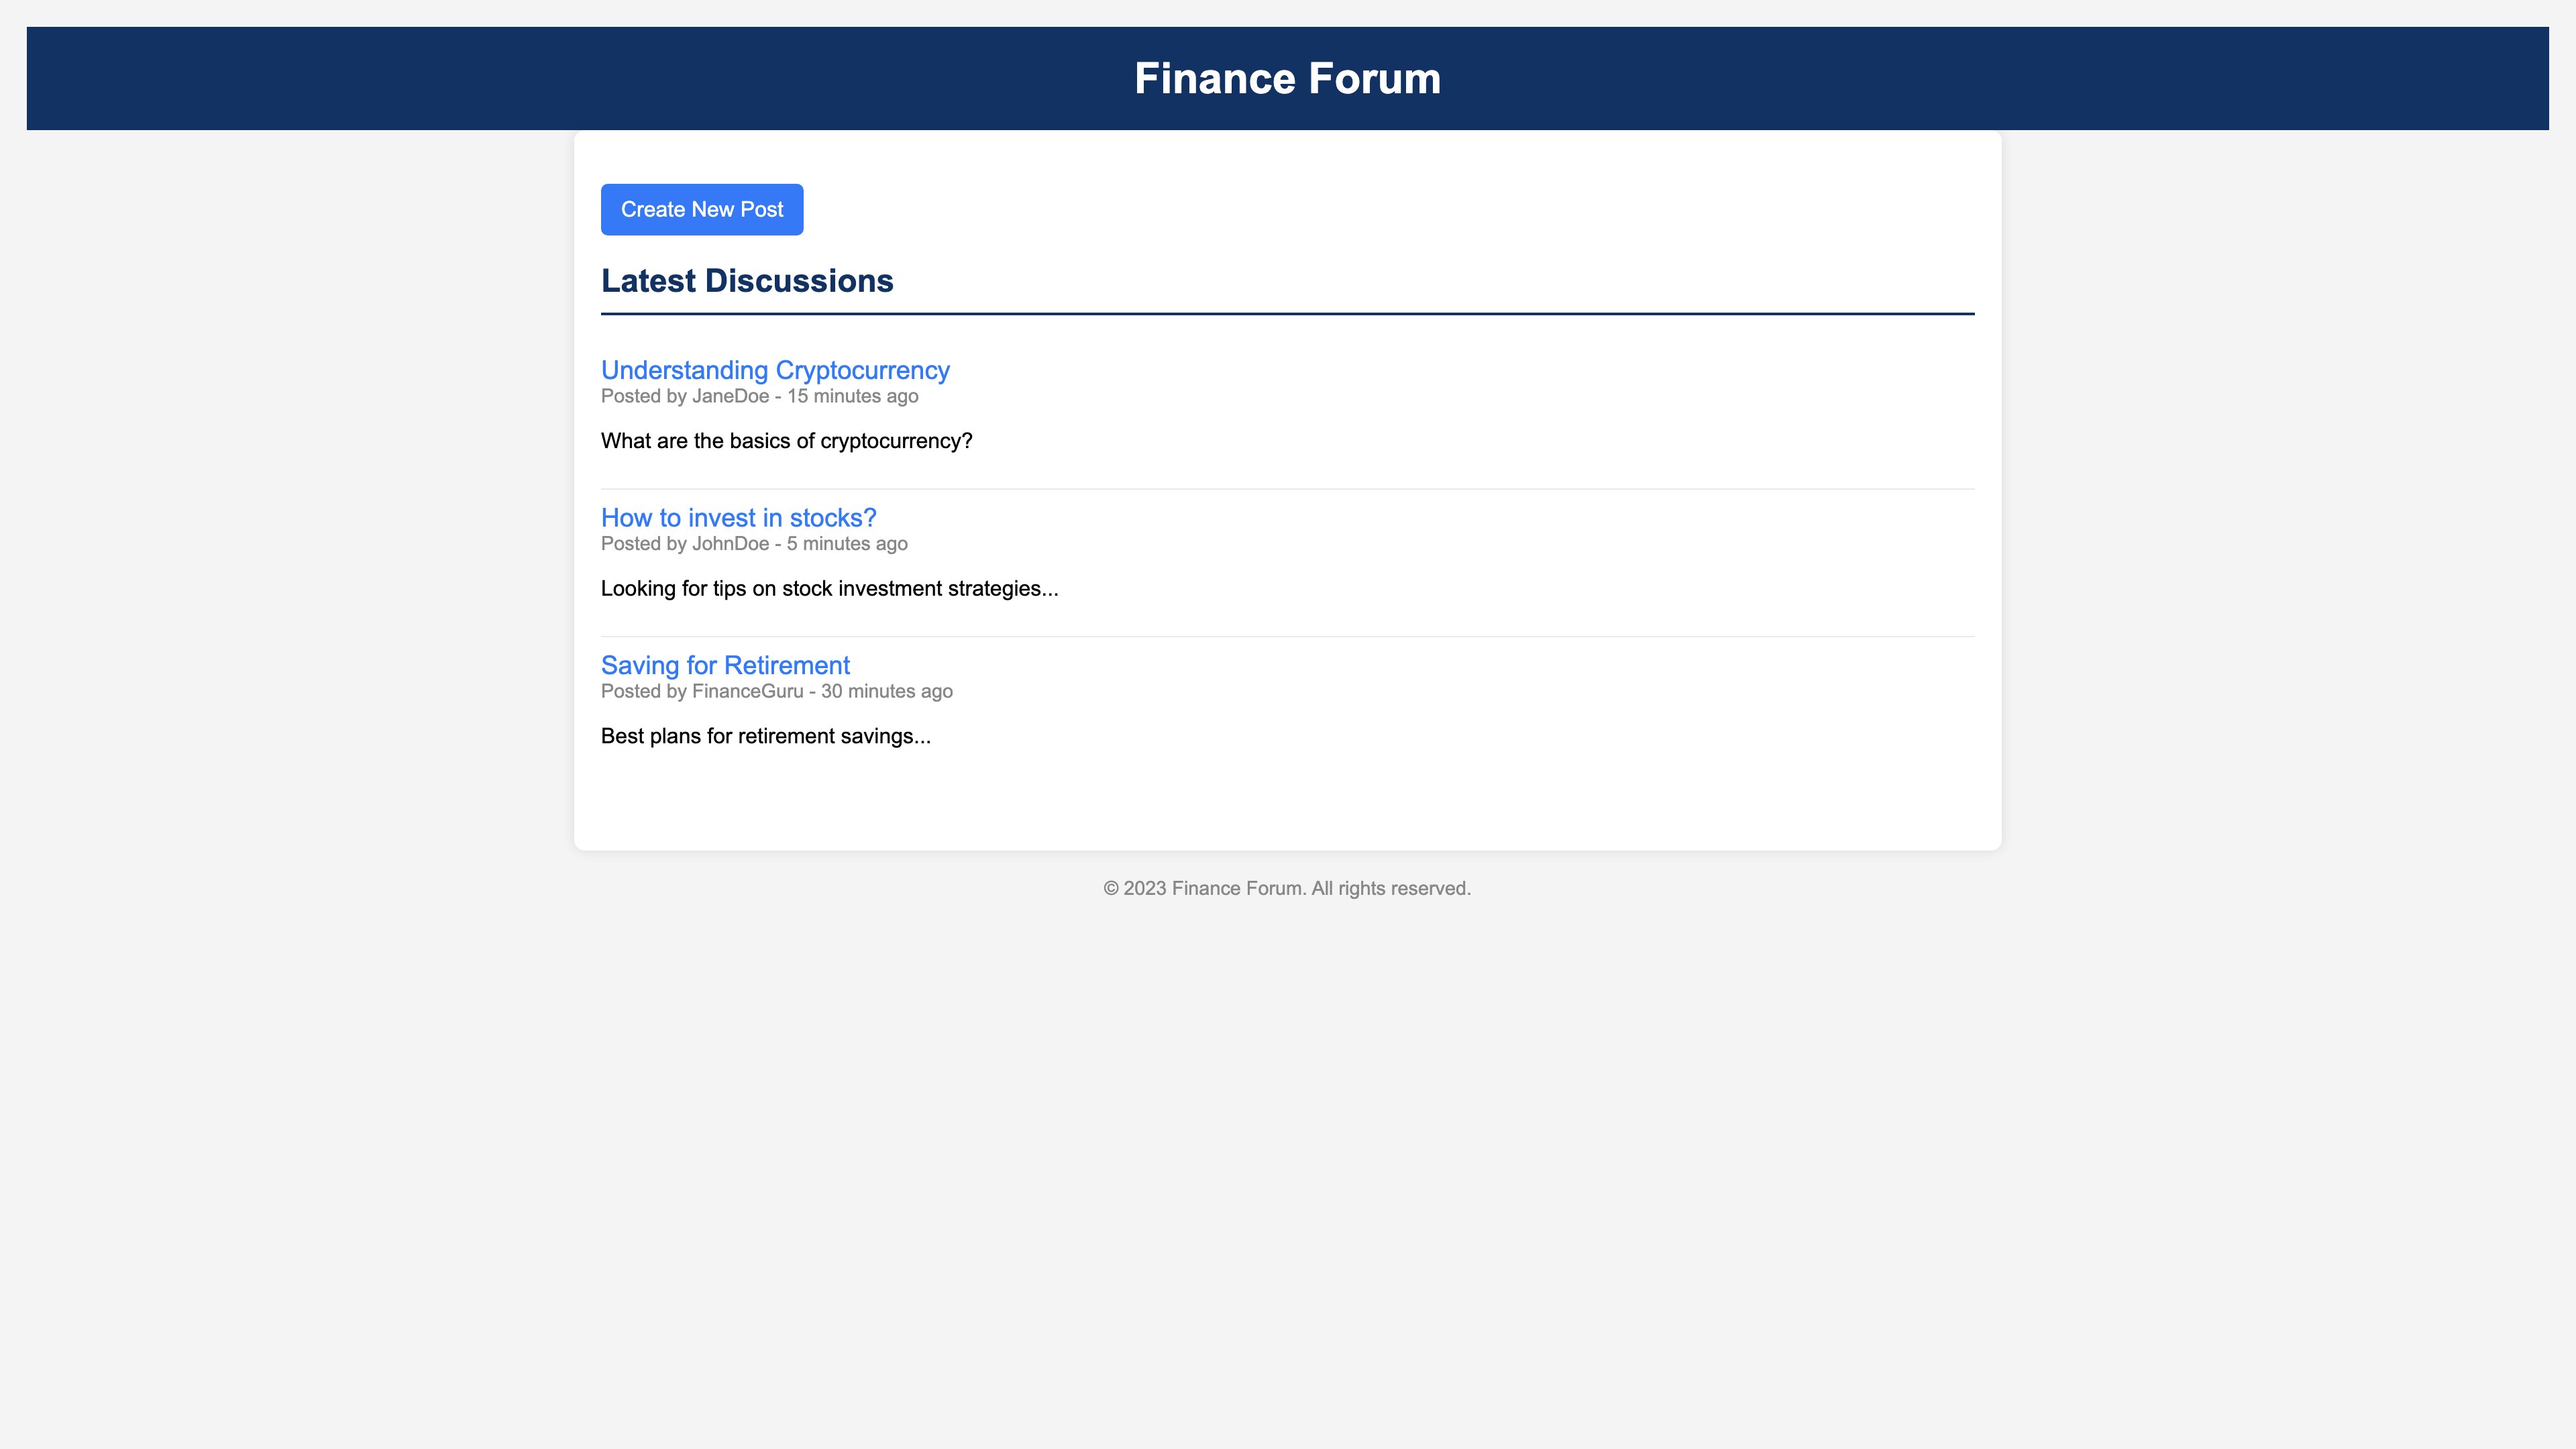 Finance Forum
Create New Post
Latest Discussions
Understanding Cryptocurrency
Posted by JaneDoe - 15 minutes ago
What are the basics of cryptocurrency?
How to invest in stocks?
Posted by JohnDoe - 5 minutes ago
Looking for tips on stock investment strategies...
Saving for Retirement
Posted by FinanceGuru - 30 minutes ago
Best plans for retirement savings...
© 2023 Finance Forum. All rights reserved.